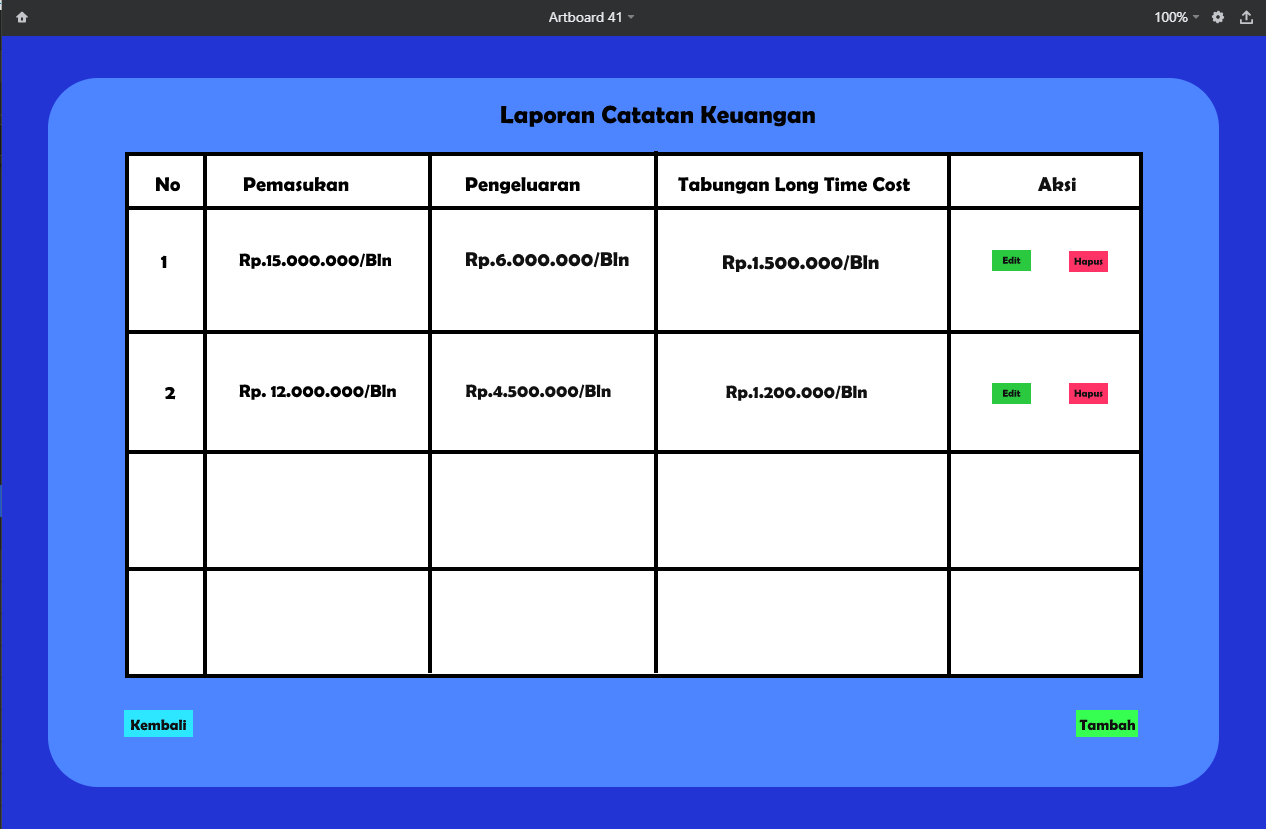 Artboard 41
100%
Laporan Catatan Keuangan
No Pemasukan Pengeluaran Tabungan Long Time Cost Aksi
1 Rp.15.000.000/Bln Rp.6.000.000/Bln Rp.1.500.000/Bln Edit Hapus
2 Rp. 12.000.000/Bln Rp.4.500.000/Bln Rp.1.200.000/Bln Edit Hapus
Kembali Tambah